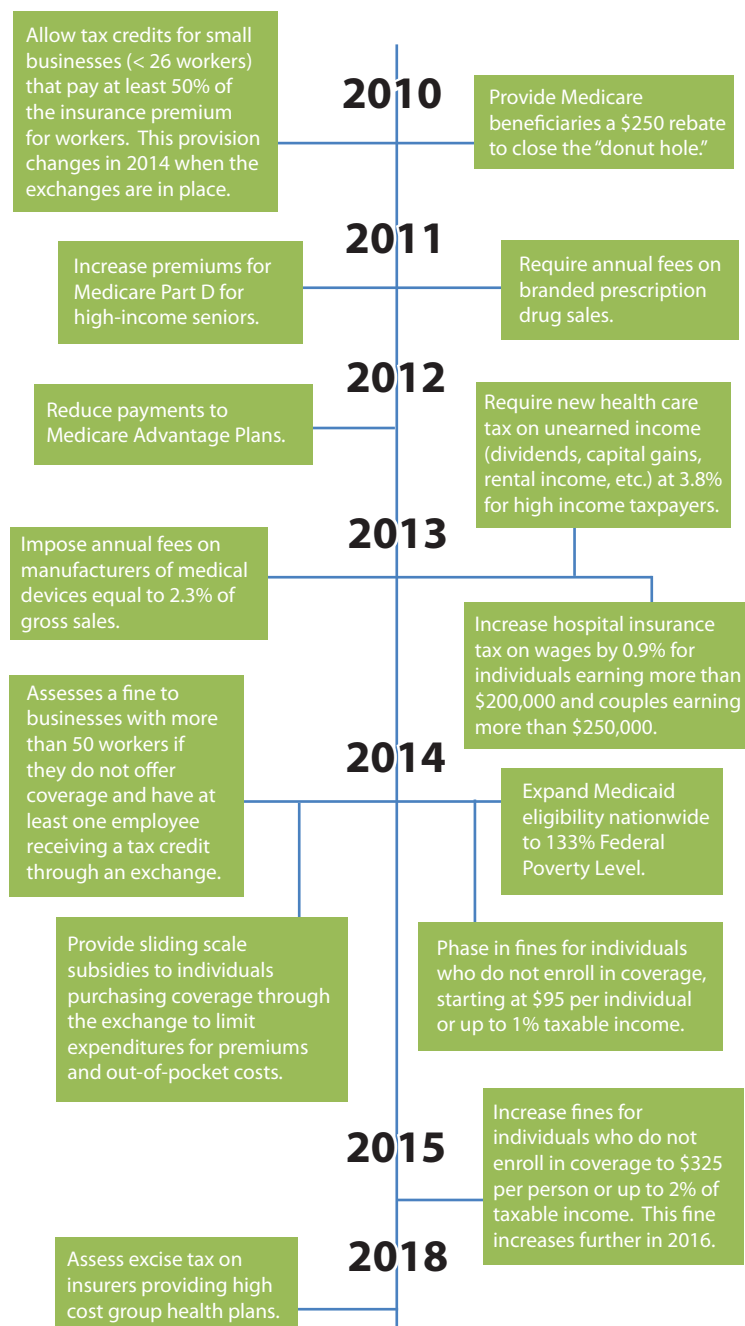 Allow tax credits for small
businesses (< 26 workers)
that pay at least 50% of
the insurance premium
for workers.  This provision
changes in 2014 when the
exchanges are in place.
2010
Provide Medicare
beneficiaries a $250 rebate
to close the “donut hole.”
2011
Increase premiums for
Medicare Part D for
high-income seniors.
Require annual fees on
branded prescription
drug sales.
2012
Reduce payments to
Medicare Advantage Plans.
Require new health care
tax on unearned income
(dividends, capital gains,
rental income, etc.) at 3.8%
for high income taxpayers.
2013
Impose annual fees on
manufacturers of medical
devices equal to 2.3% of
gross sales.
Increase hospital insurance
tax on wages by 0.9% for
individuals earning more than
$200,000 and couples earning
more than $250,000.
Assesses a fine to
businesses with more
than 50 workers if
they do not offer
coverage and have at
least one employee
receiving a tax credit
through an exchange.
2014
Expand Medicaid
eligibility nationwide
to 133% Federal
Poverty Level.
Provide sliding scale
subsidies to individuals
purchasing coverage through
the exchange to limit
expenditures for premiums
and out-of-pocket costs.
Phase in fines for individuals
who do not enroll in coverage,
starting at $95 per individual
or up to 1% taxable income.
2015
Increase fines for
individuals who do not
enroll in coverage to $325
per person or up to 2% of
taxable income.  This fine
increases further in 2016.
2018
Assess excise tax on
insurers providing high
cost group health plans.